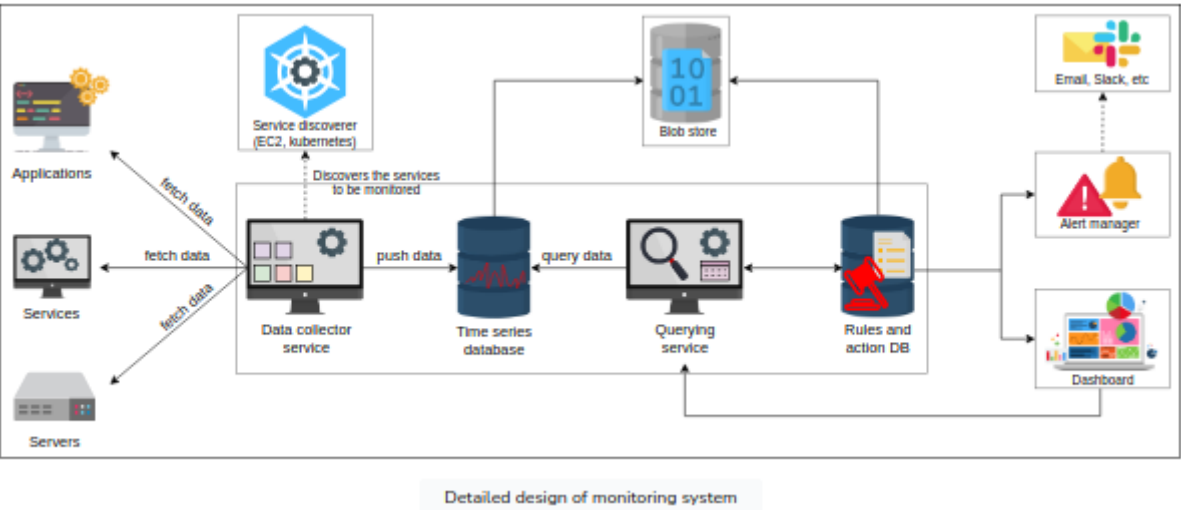 Applications
Services
Servers
Service discoverer
(EC2, kubernetes)
Discovers the services
to be monitored
fetch data
fetch data
fetch data
Data collector
service
push data
Time series
database
query data
Querying
service
10
01
Blob store
Rules and
action DB
Email, Slack, etc
Alert manager
Dashboard
Detailed design of monitoring system